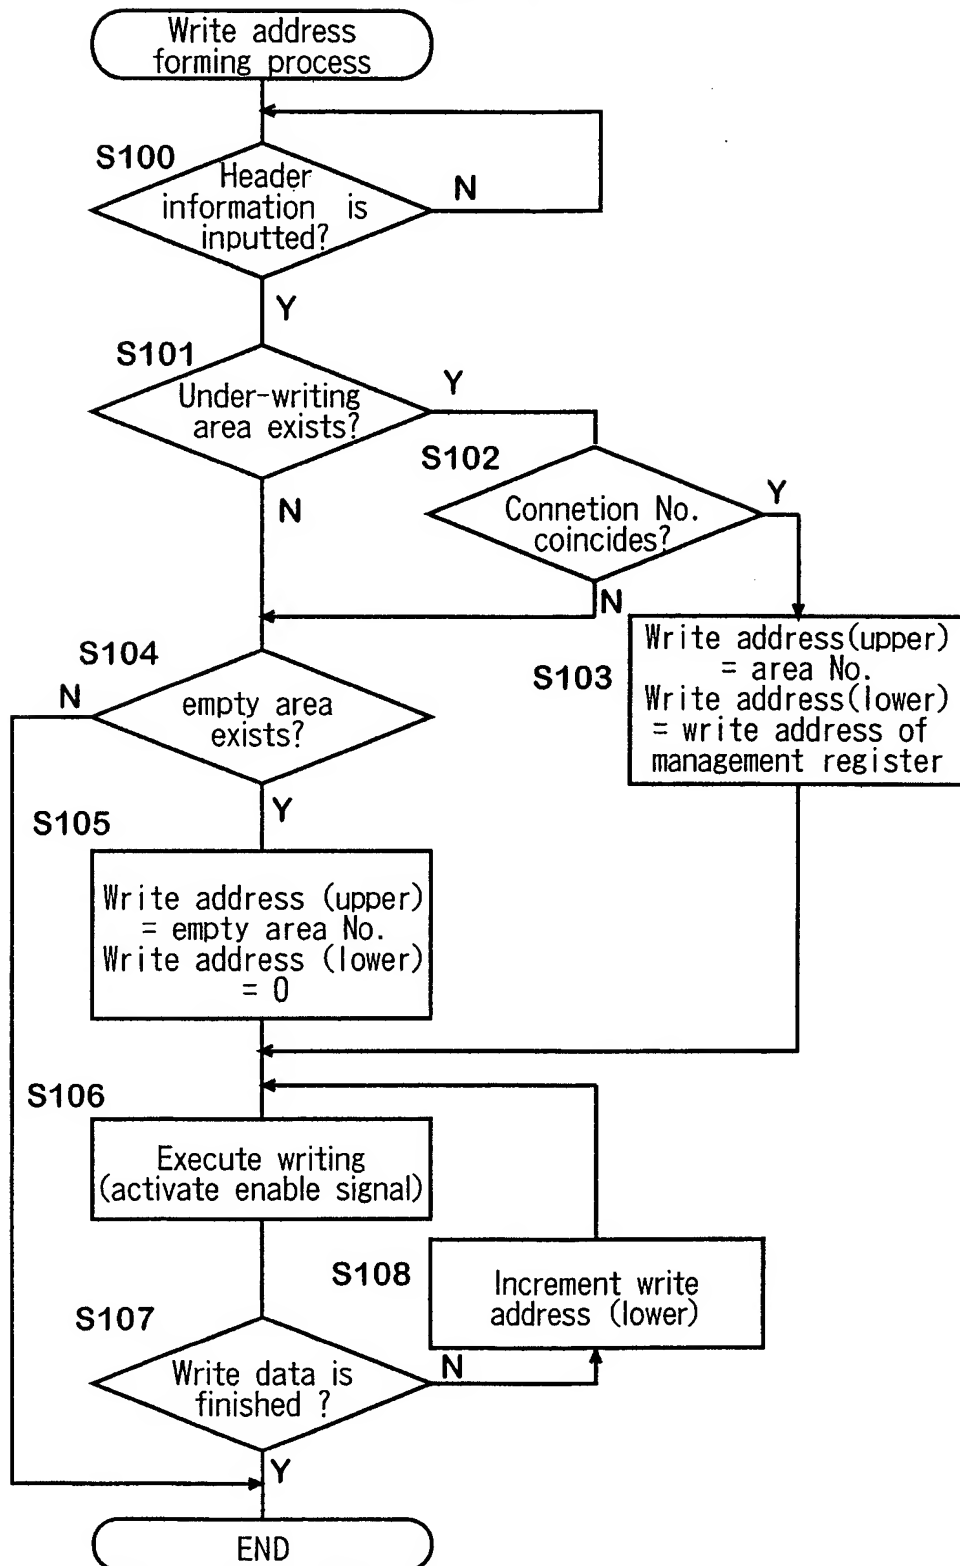 Write address
forming process
S100
Header
information is
inputted?
N
Y
S101
Under-writing
area exists?
Y
N
S102
Connetion No.
coincides?
Y
N
S103
Write address(upper)
= area No.
Write address(lower)
= write address of
management register
S104
empty area
exists?
N
Y
S105
Write address (upper)
= empty area No.
Write address (lower)
= 0
S106
Execute writing
(activate enable signal)
S108
Increment write
address (lower)
S107
Write data is
finished ?
N
Y
END